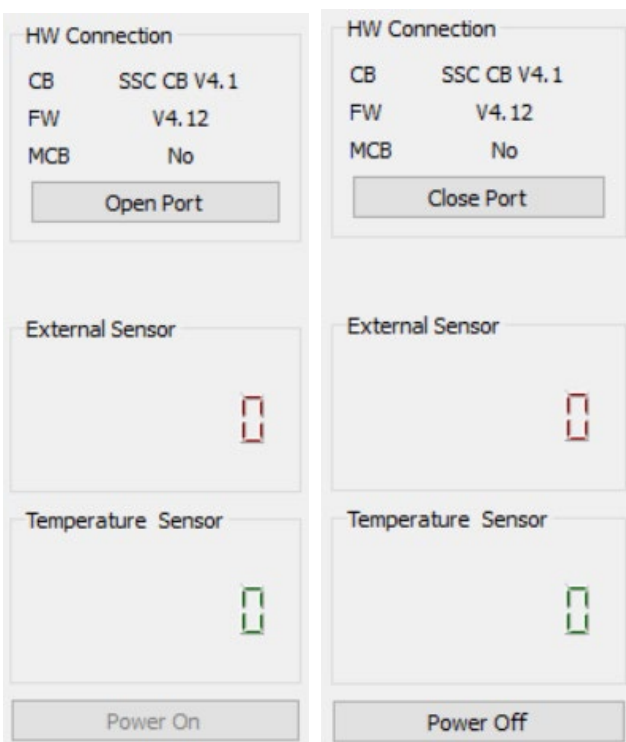 HW Connection
CB SSC CB V4.1
FW V4.12
MCB No
Open Port
External Sensor
0
Temperature Sensor
0
Power On
HW Connection
CB SSC CB V4.1
FW V4.12
MCB No
Close Port
External Sensor
0
Temperature Sensor
0
Power Off